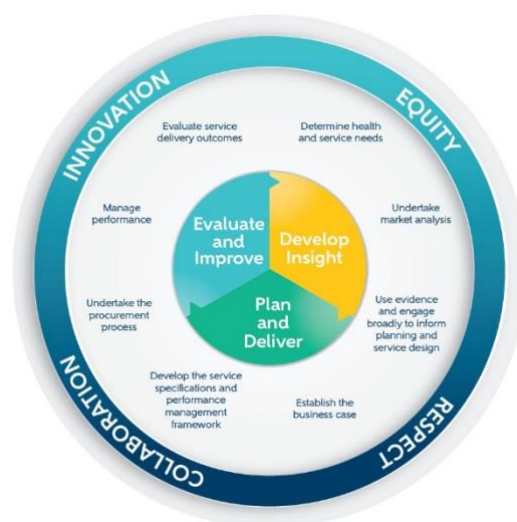 INNOVATION
EQUITY
RESPECT
COLLABORATION
Evaluate service
delivery outcomes
Determine health
and service needs
Manage
performance
Undertake
market analysis
Evaluate
and
Improve
Develop
Insight
Plan
and
Deliver
Undertake the
procurement
process
Use evidence
and engage
broadly to inform
planning and
service design
Develop the service
specifications and
performance
management
framework
Establish the
business case